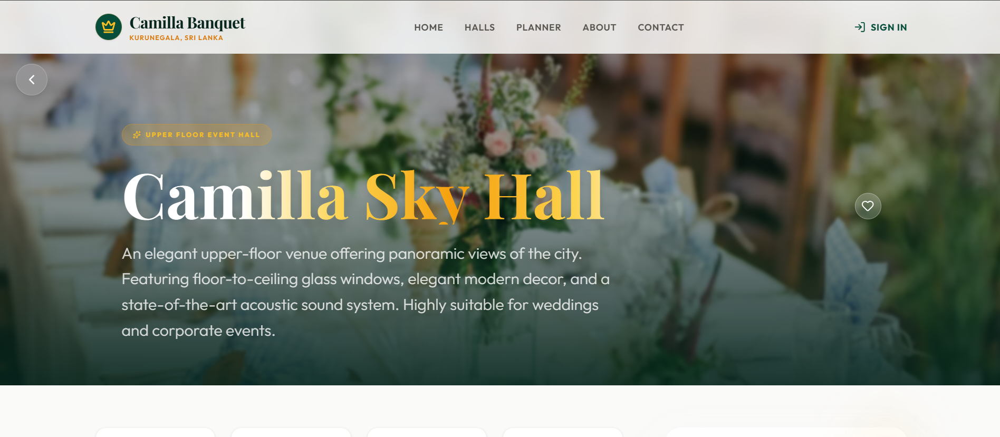 Camilla Banquet
KURUNEGALA, SRI LANKA
HOME
HALLS
PLANNER
ABOUT
CONTACT
SIGN IN
UPPER FLOOR EVENT HALL
Camilla Sky Hall
An elegant upper-floor venue offering panoramic views of the city.
Featuring floor-to-ceiling glass windows, elegant modern decor, and a
state-of-the-art acoustic sound system. Highly suitable for weddings
and corporate events.